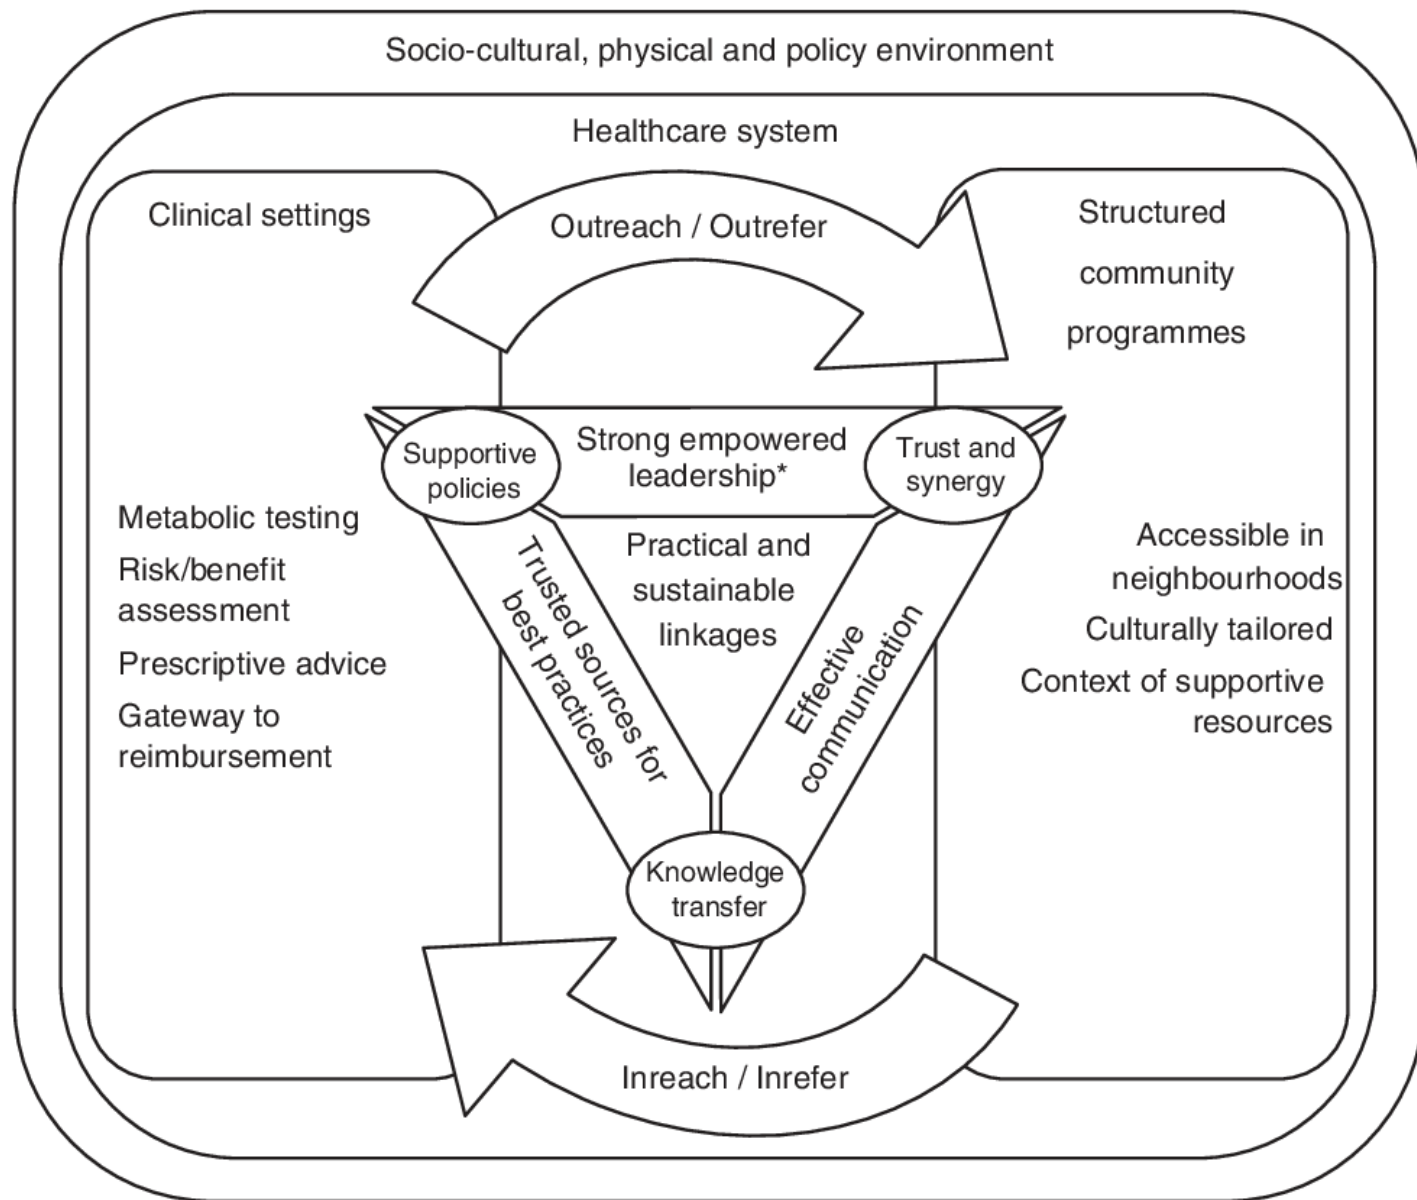 Socio-cultural, physical and policy environment
Healthcare system
Clinical settings
Outreach / Outrefer
Structured
community
programmes
Supportive
policies
Strong empowered
leadership*
Trust and
synergy
Metabolic testing
Risk/benefit
assessment
Prescriptive advice
Gateway to
reimbursement
Trusted sources for
best practices
Practical and
sustainable
linkages
Effective
communication
Accessible in
neighbourhoods
Culturally tailored
Context of supportive
resources
Knowledge
transfer
Inreach / Inrefer